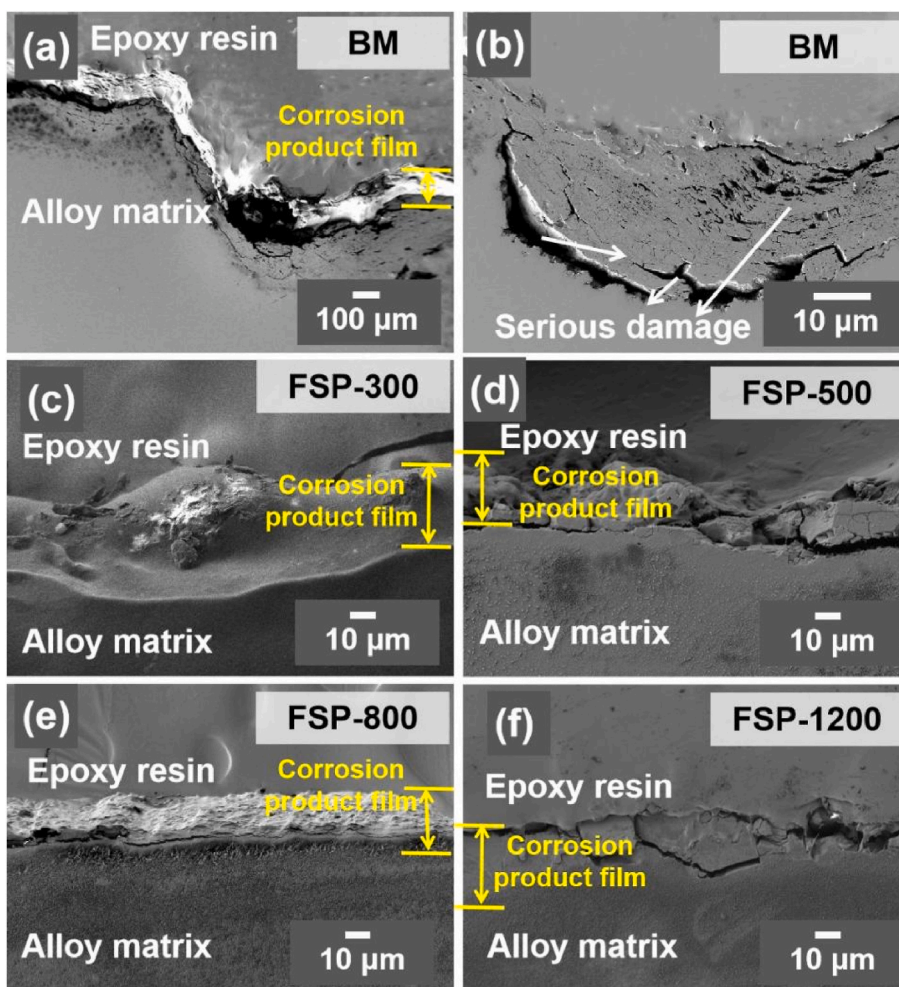 (a)
Epoxy resin
BM
Corrosion
product film
Alloy matrix
100 µm
(b)
BM
Serious damage
10 µm
(c)
FSP-300
Epoxy resin
Corrosion
product film
Alloy matrix
10 µm
(d)
FSP-500
Epoxy resin
Corrosion
product film
Alloy matrix
10 µm
(e)
FSP-800
Epoxy resin
Corrosion
product film
Alloy matrix
10 µm
(f)
FSP-1200
Epoxy resin
Corrosion
product film
Alloy matrix
10 µm